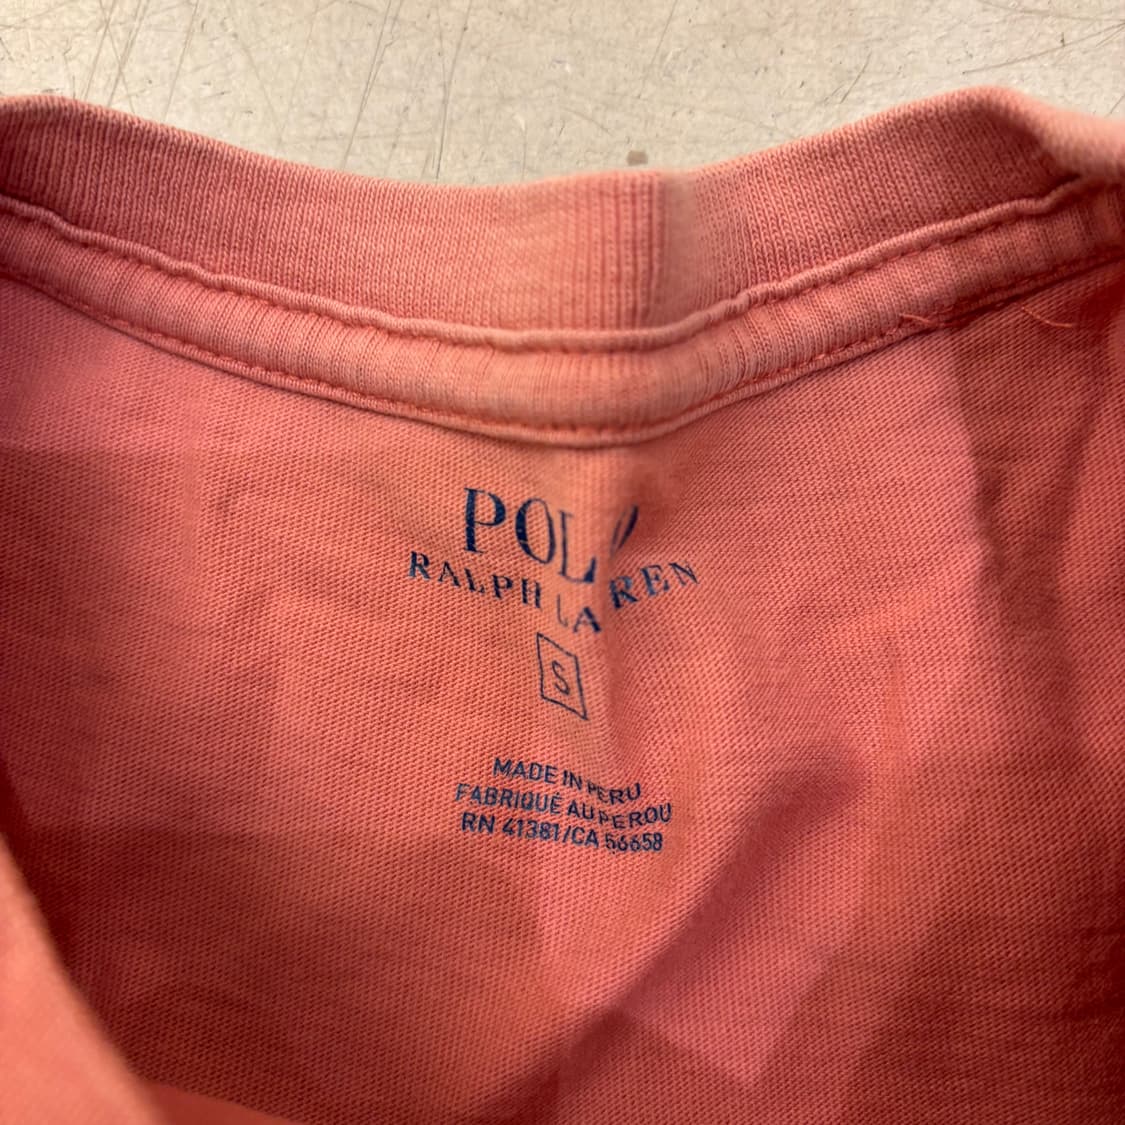 POLO
RALPH LAUREN
S
MADE IN PERU
FABRIQUÉ AU PEROU
RN 41381/CA 56658